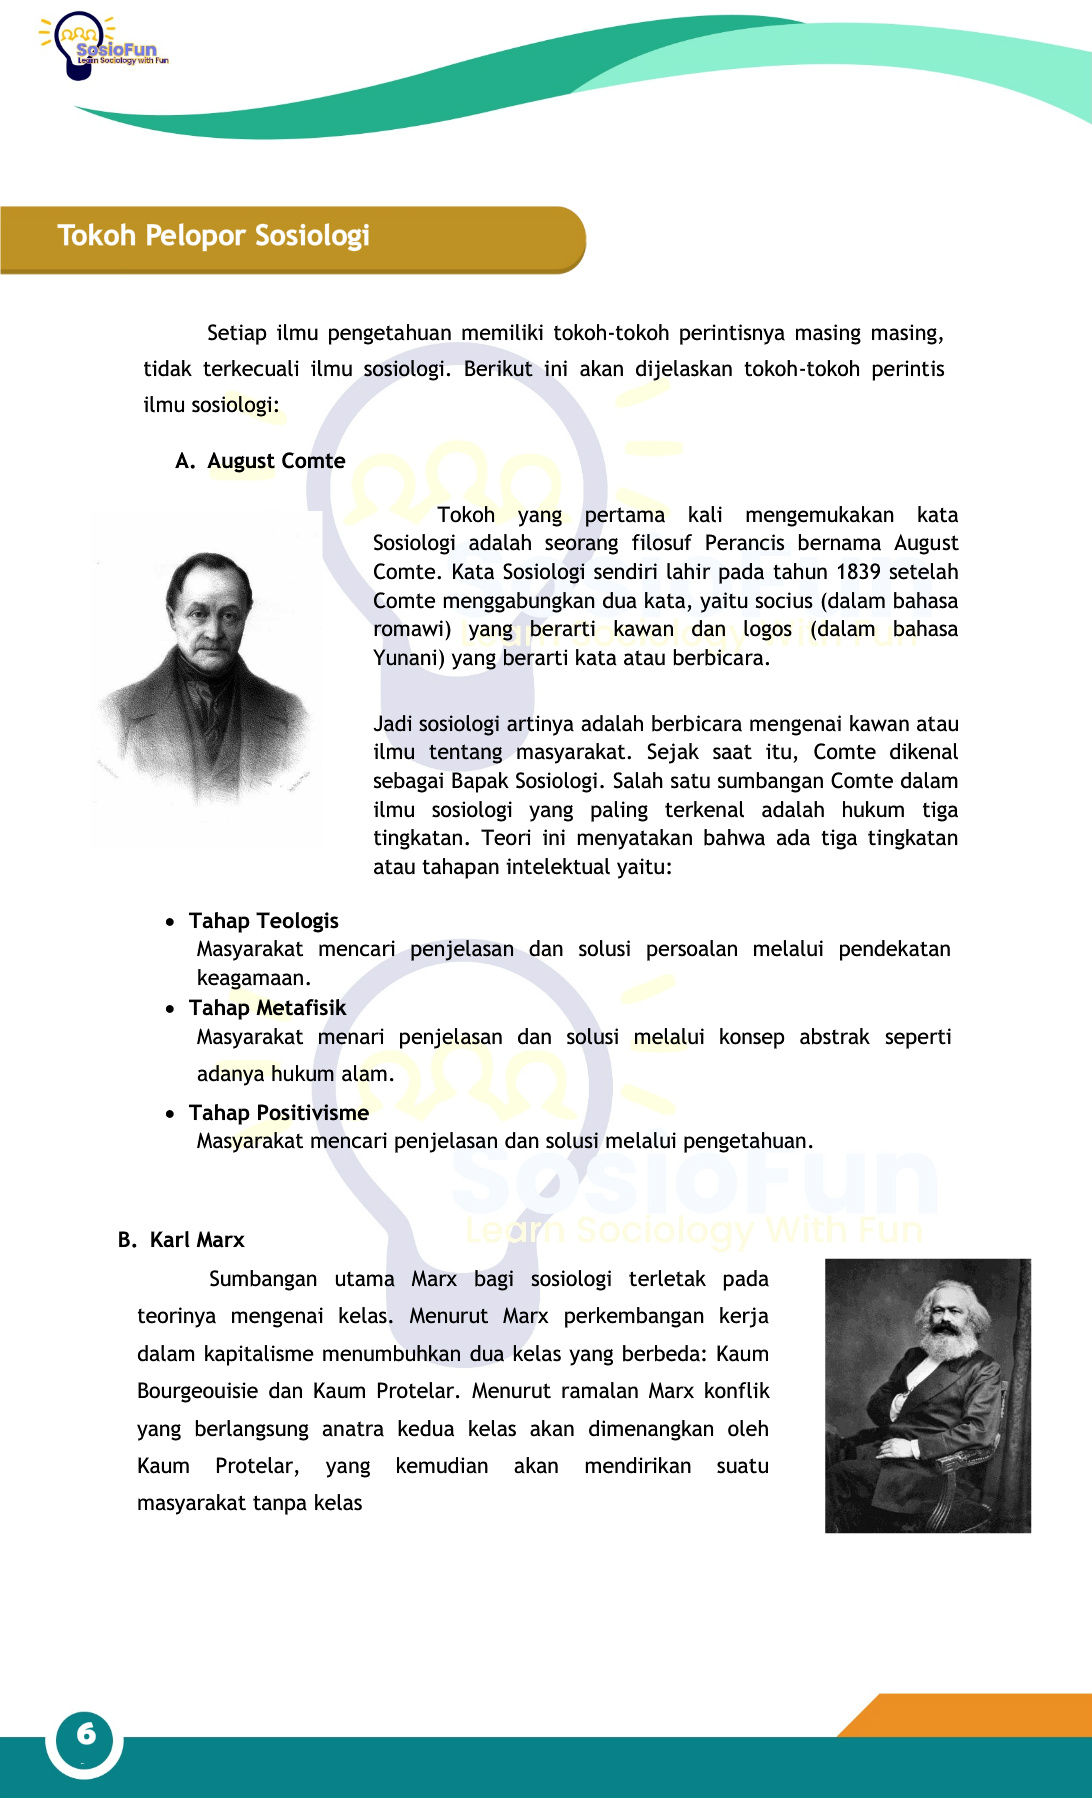 SosioFun
Learn Sociology with Fun
Tokoh Pelopor Sosiologi
Setiap ilmu pengetahuan memiliki tokoh-tokoh perintisnya masing masing,
tidak terkecuali ilmu sosiologi. Berikut ini akan dijelaskan tokoh-tokoh perintis
ilmu sosiologi:
A. August Comte
Tokoh yang pertama kali mengemukakan kata
Sosiologi adalah seorang filosuf Perancis bernama August
Comte. Kata Sosiologi sendiri lahir pada tahun 1839 setelah
Comte menggabungkan dua kata, yaitu socius (dalam bahasa
romawi) yang berarti kawan dan logos (dalam bahasa
Yunani) yang berarti kata atau berbicara.
Jadi sosiologi artinya adalah berbicara mengenai kawan atau
ilmu tentang masyarakat. Sejak saat itu, Comte dikenal
sebagai Bapak Sosiologi. Salah satu sumbangan Comte dalam
ilmu sosiologi yang paling terkenal adalah hukum tiga
tingkatan. Teori ini menyatakan bahwa ada tiga tingkatan
atau tahapan intelektual yaitu:
• Tahap Teologis
Masyarakat mencari penjelasan dan solusi persoalan melalui pendekatan
keagamaan.
• Tahap Metafisik
Masyarakat menari penjelasan dan solusi melalui konsep abstrak seperti
adanya hukum alam.
• Tahap Positivisme
Masyarakat mencari penjelasan dan solusi melalui pengetahuan.
SosioFun
Learn Sociology With Fun
B. Karl Marx
Sumbangan utama Marx bagi sosiologi terletak pada
teorinya mengenai kelas. Menurut Marx perkembangan kerja
dalam kapitalisme menumbuhkan dua kelas yang berbeda: Kaum
Bourgeouisie dan Kaum Protelar. Menurut ramalan Marx konflik
yang berlangsung anatra kedua kelas akan dimenangkan oleh
Kaum Protelar, yang kemudian akan mendirikan suatu
masyarakat tanpa kelas
6